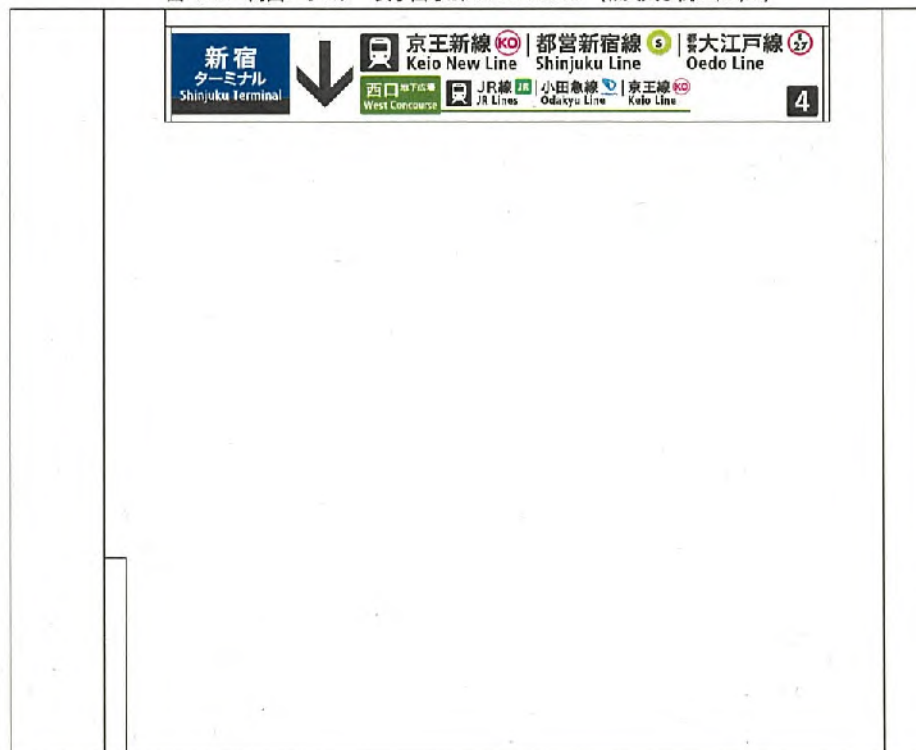 新宿
ターミナル
Shinjuku Terminal
京王新線 KO 都営新宿線 S 都営大江戸線 E 27
Keio New Line Shinjuku Line Oedo Line
西口 地下広場 JR線 JR 小田急線 京王線 KO
West Concourse JR Lines Odakyu Line Keio Line
4